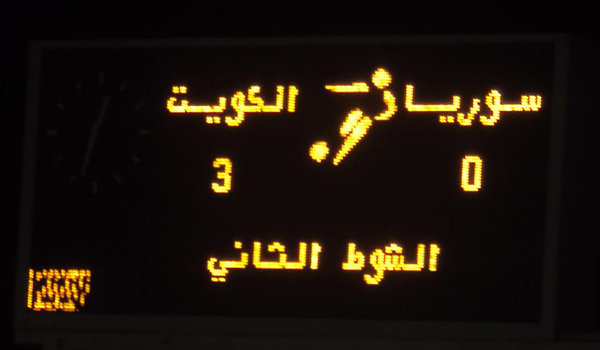 سوريا الكويت
0 3
الشوط الثاني